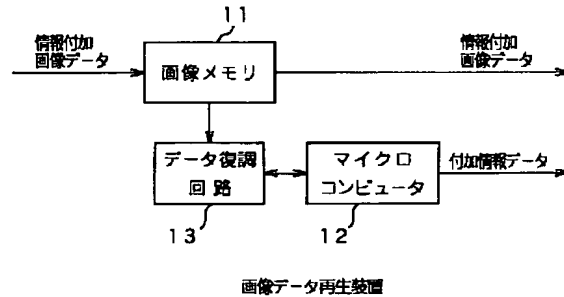 11
情報付加
画像データ
画像メモリ
情報付加
画像データ
データ復調
回路
マイクロ
コンピュータ
付加情報データ
13
12
画像データ再生装置